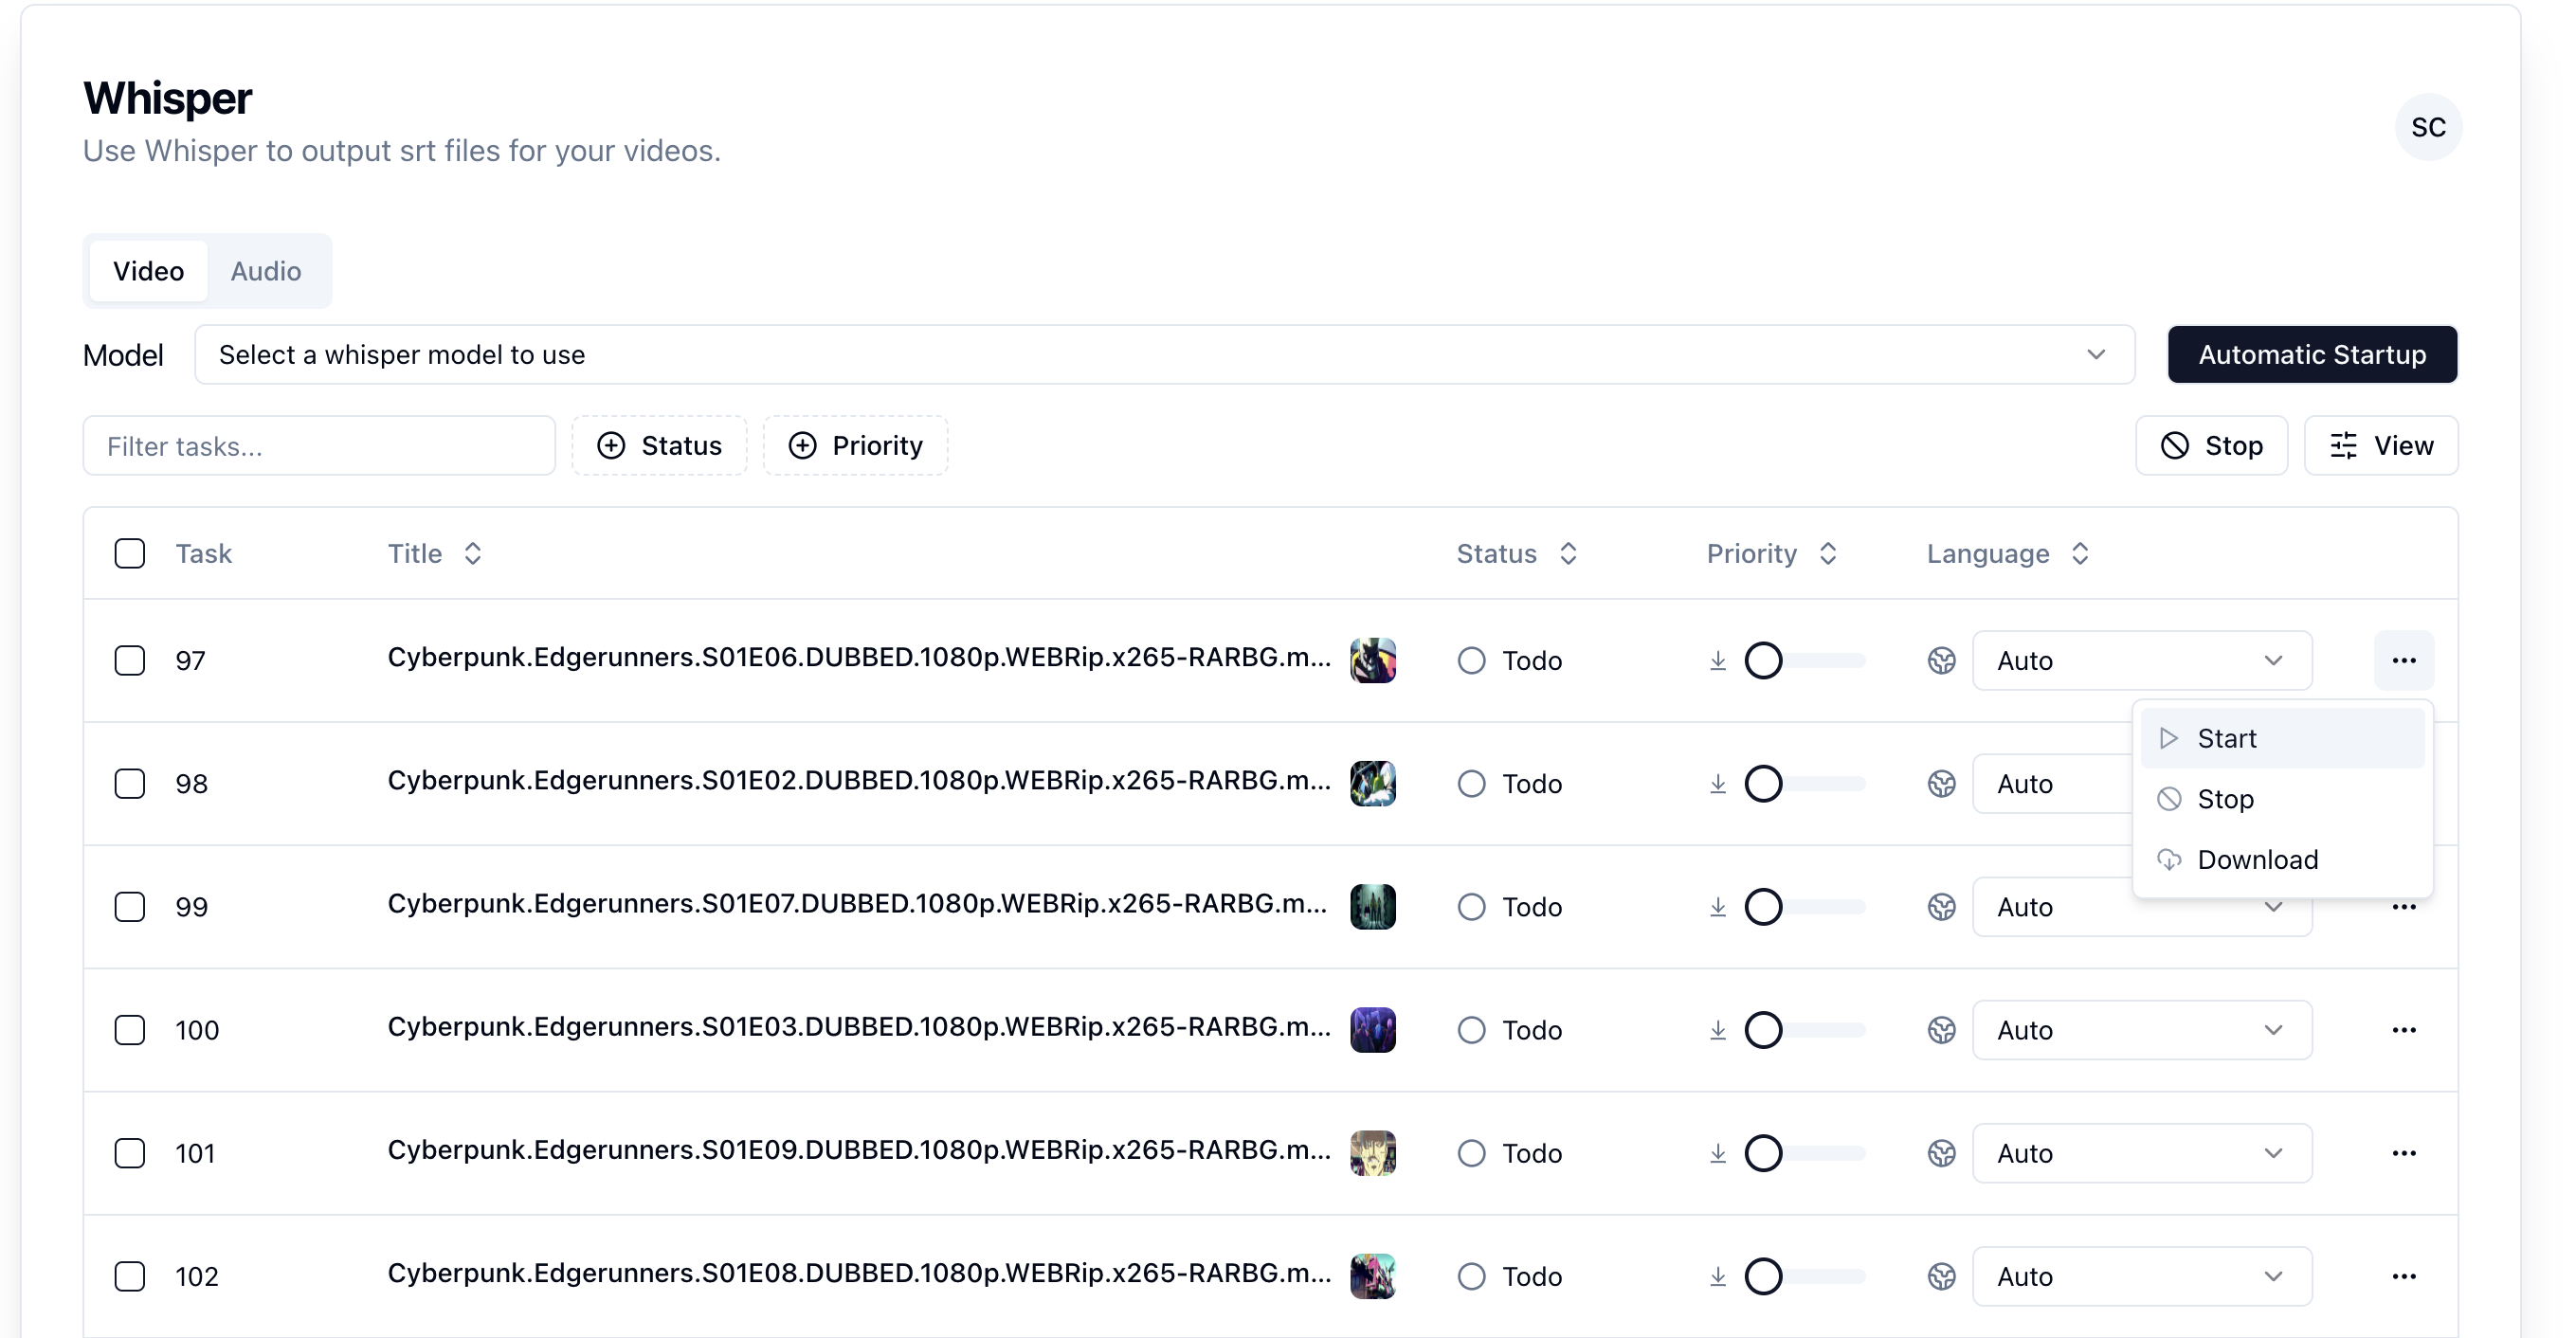 Whisper
Use Whisper to output srt files for your videos.
SC
Video Audio
Model Select a whisper model to use Automatic Startup
Filter tasks... Status Priority Stop View
Task Title Status Priority Language
97 Cyberpunk.Edgerunners.S01E06.DUBBED.1080p.WEBRip.x265-RARBG.m... Todo Auto
Start
98 Cyberpunk.Edgerunners.S01E02.DUBBED.1080p.WEBRip.x265-RARBG.m... Todo Auto
Stop
Download
99 Cyberpunk.Edgerunners.S01E07.DUBBED.1080p.WEBRip.x265-RARBG.m... Todo Auto
100 Cyberpunk.Edgerunners.S01E03.DUBBED.1080p.WEBRip.x265-RARBG.m... Todo Auto
101 Cyberpunk.Edgerunners.S01E09.DUBBED.1080p.WEBRip.x265-RARBG.m... Todo Auto
102 Cyberpunk.Edgerunners.S01E08.DUBBED.1080p.WEBRip.x265-RARBG.m... Todo Auto